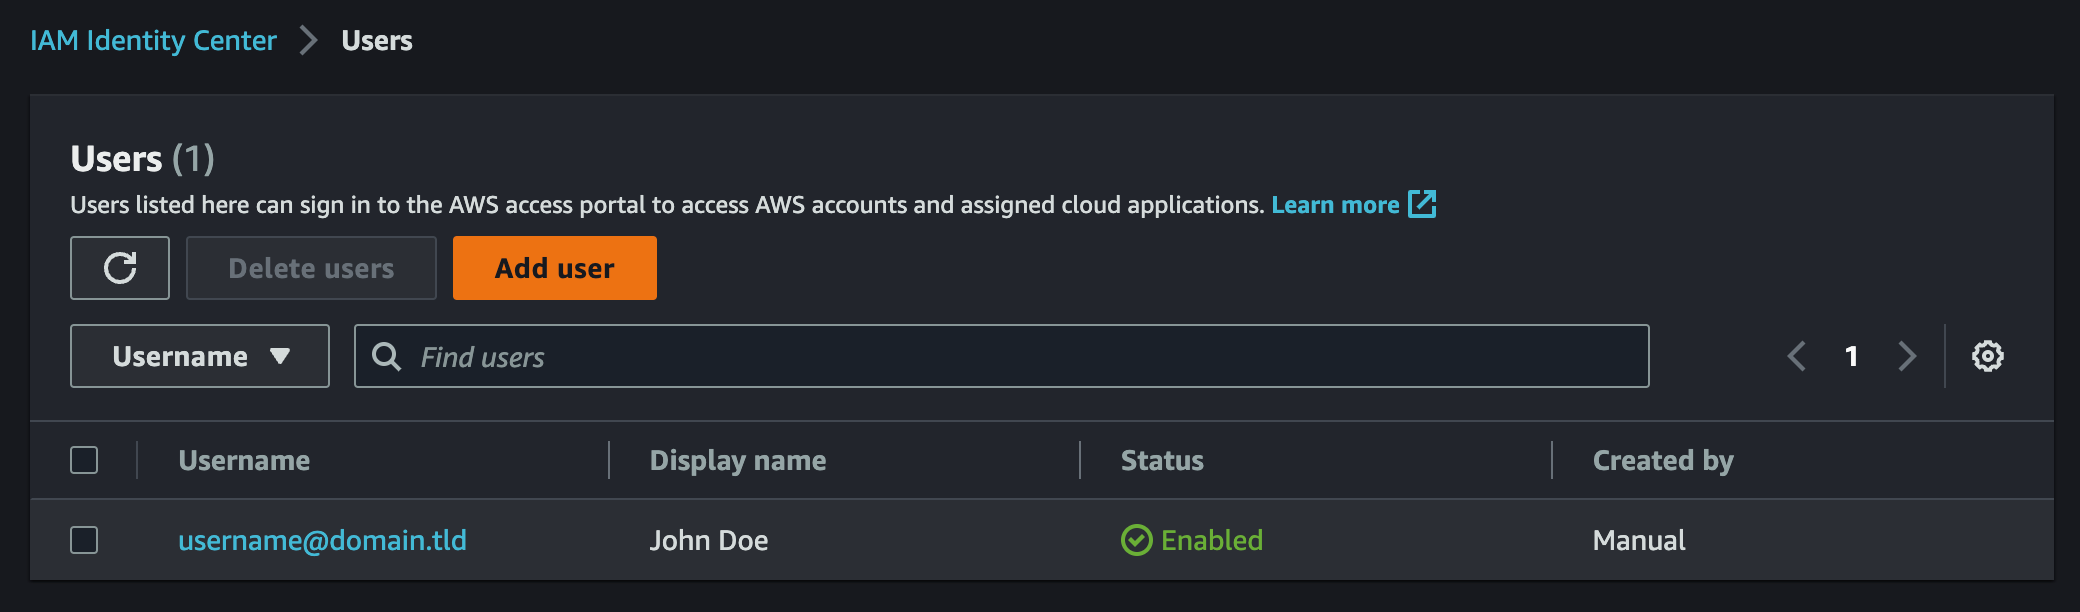 IAM Identity Center > Users
Users (1)
Users listed here can sign in to the AWS access portal to access AWS accounts and assigned cloud applications. Learn more
Delete users Add user
Username Find users 1
Username Display name Status Created by
username@domain.tld John Doe Enabled Manual